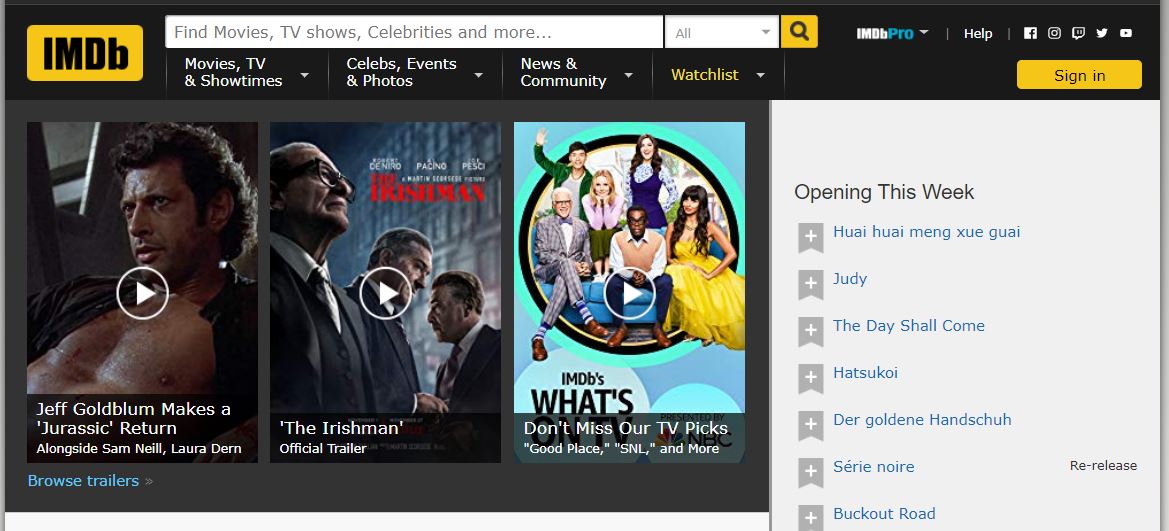 IMDb
Find Movies, TV shows, Celebrities and more...
All
IMDbPro
Help
Movies, TV
& Showtimes
Celebs, Events
& Photos
News &
Community
Watchlist
Sign in
Jeff Goldblum Makes a
'Jurassic' Return
Alongside Sam Neill, Laura Dern
ROBERT DENIRO AL PACINO JOE PESCI
A MARTIN SCORSESE PICTURE
THE IRISHMAN
'The Irishman'
Official Trailer
IMDb's
WHAT'S
ON TV
PRESENTED BY
NBC
Don't Miss Our TV Picks
"Good Place," "SNL," and More
Browse trailers »
Opening This Week
Huai huai meng xue guai
Judy
The Day Shall Come
Hatsukoi
Der goldene Handschuh
Série noire Re-release
Buckout Road